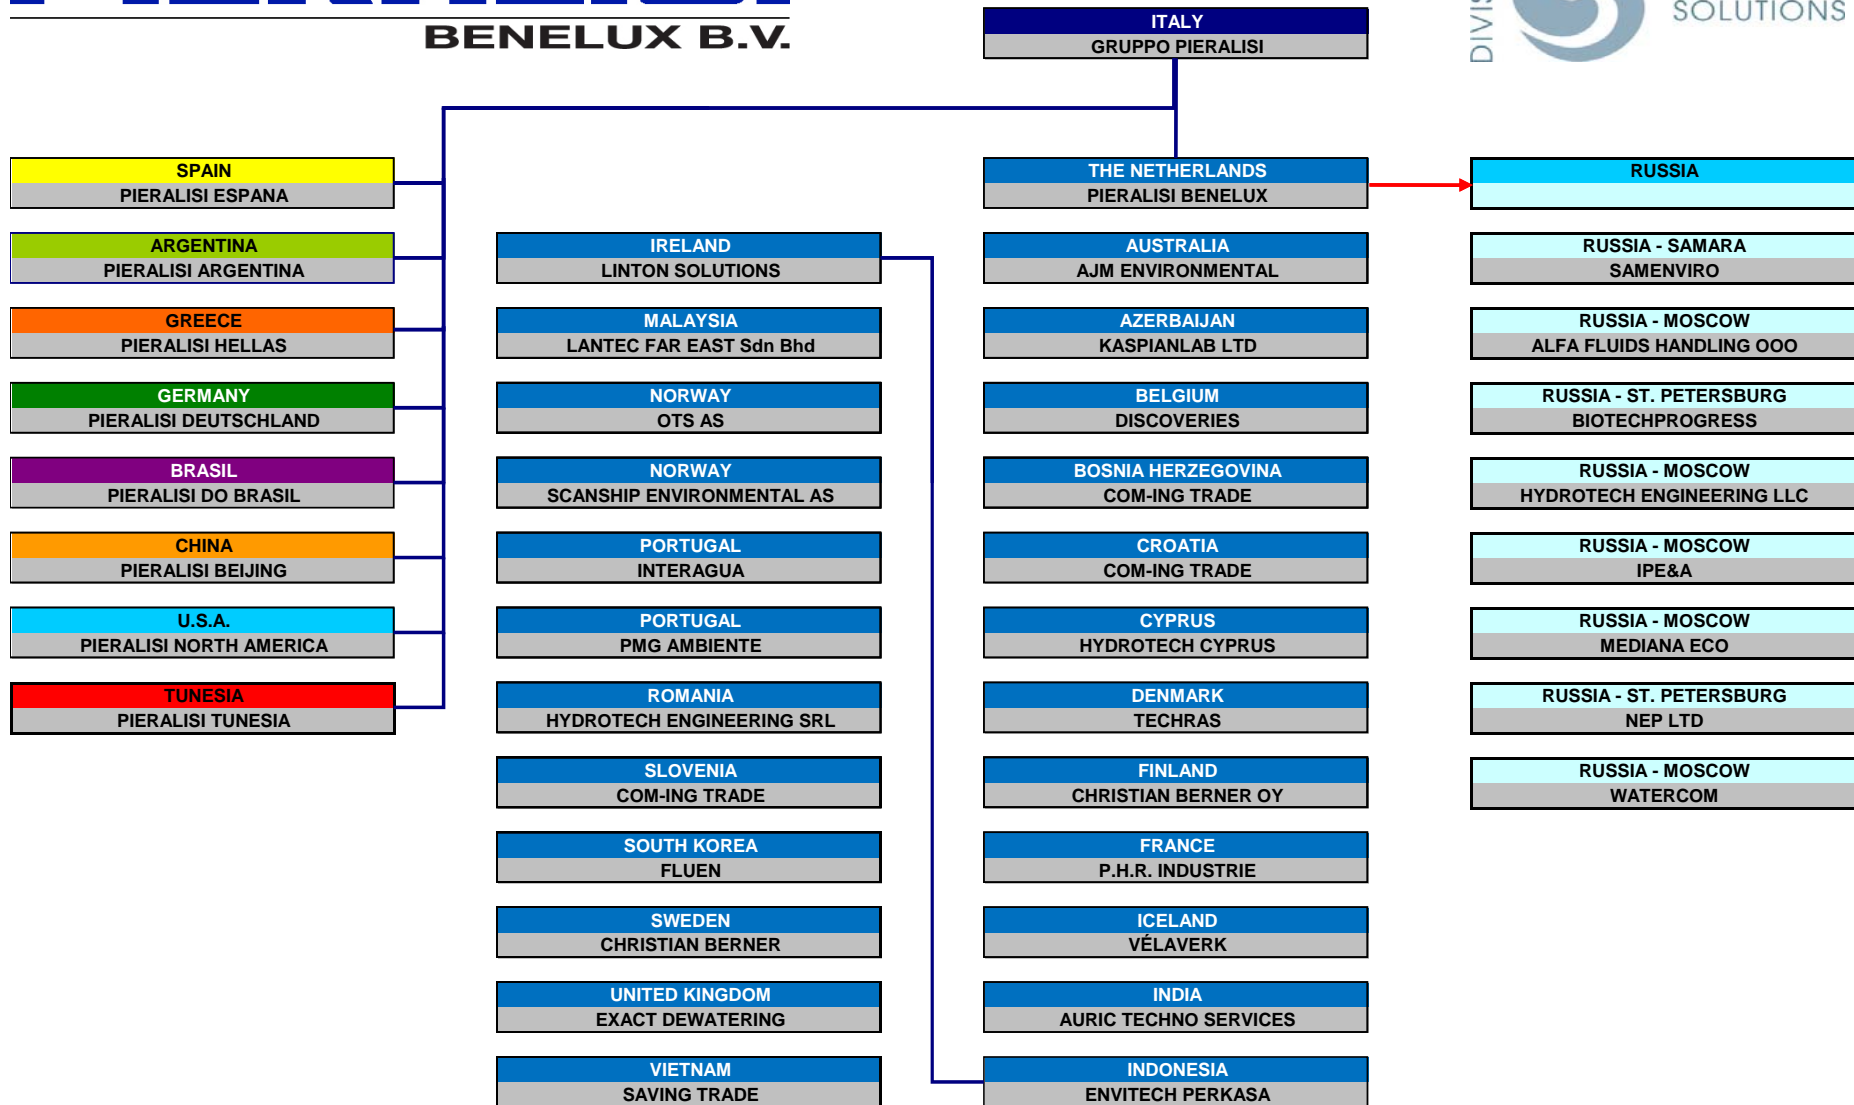 BENELUX B.V.
ITALY
GRUPPO PIERALISI
SOLUTIONS
SPAIN
PIERALISI ESPANA
ARGENTINA
PIERALISI ARGENTINA
GREECE
PIERALISI HELLAS
GERMANY
PIERALISI DEUTSCHLAND
BRASIL
PIERALISI DO BRASIL
CHINA
PIERALISI BEIJING
U.S.A.
PIERALISI NORTH AMERICA
TUNESIA
PIERALISI TUNESIA
IRELAND
LINTON SOLUTIONS
MALAYSIA
LANTEC FAR EAST Sdn Bhd
NORWAY
OTS AS
NORWAY
SCANSHIP ENVIRONMENTAL AS
PORTUGAL
INTERAGUA
PORTUGAL
PMG AMBIENTE
ROMANIA
HYDROTECH ENGINEERING SRL
SLOVENIA
COM-ING TRADE
SOUTH KOREA
FLUEN
SWEDEN
CHRISTIAN BERNER
UNITED KINGDOM
EXACT DEWATERING
VIETNAM
SAVING TRADE
THE NETHERLANDS
PIERALISI BENELUX
AUSTRALIA
AJM ENVIRONMENTAL
AZERBAIJAN
KASPIANLAB LTD
BELGIUM
DISCOVERIES
BOSNIA HERZEGOVINA
COM-ING TRADE
CROATIA
COM-ING TRADE
CYPRUS
HYDROTECH CYPRUS
DENMARK
TECHRAS
FINLAND
CHRISTIAN BERNER OY
FRANCE
P.H.R. INDUSTRIE
ICELAND
VÉLAVERK
INDIA
AURIC TECHNO SERVICES
INDONESIA
ENVITECH PERKASA
RUSSIA
RUSSIA - SAMARA
SAMENVIRO
RUSSIA - MOSCOW
ALFA FLUIDS HANDLING OOO
RUSSIA - ST. PETERSBURG
BIOTECHPROGRESS
RUSSIA - MOSCOW
HYDROTECH ENGINEERING LLC
RUSSIA - MOSCOW
IPE&A
RUSSIA - MOSCOW
MEDIANA ECO
RUSSIA - ST. PETERSBURG
NEP LTD
RUSSIA - MOSCOW
WATERCOM